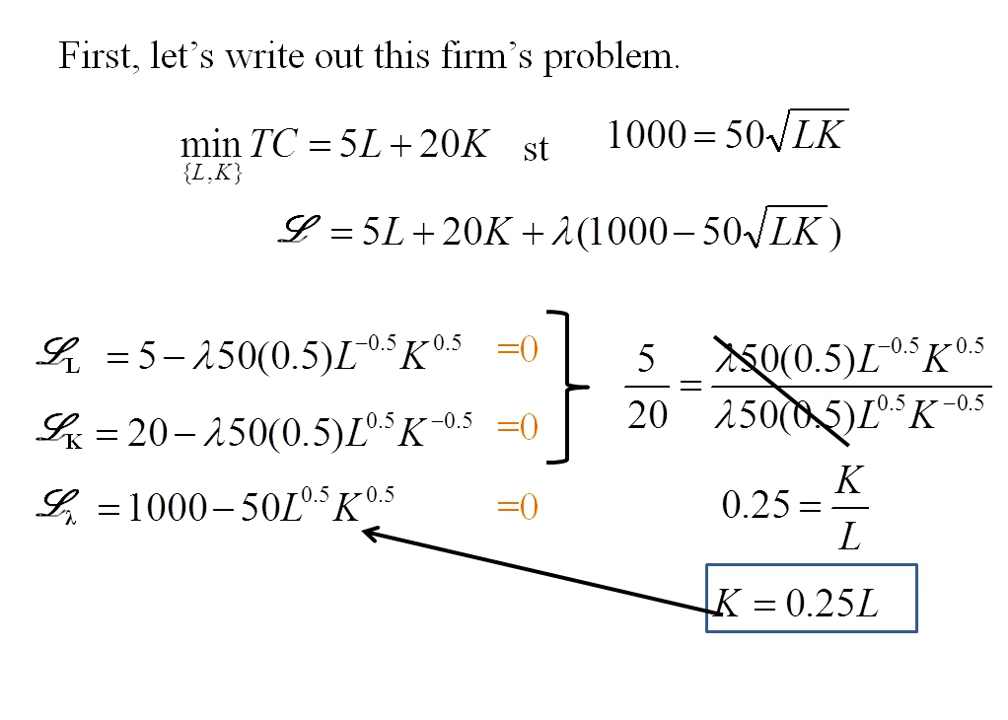 First, let's write out this firm's problem.
min TC = 5L + 20K st 1000 = 50√LK
{L,K}
ℒ = 5L + 20K + λ(1000 − 50√LK)
ℒ_L = 5 − λ50(0.5)L^−0.5 K^0.5 =0
ℒ_K = 20 − λ50(0.5)L^0.5 K^−0.5 =0
ℒ_λ = 1000 − 50L^0.5 K^0.5 =0
5/20 = λ50(0.5)L^−0.5 K^0.5 / λ50(0.5)L^0.5 K^−0.5
0.25 = K/L
K = 0.25L